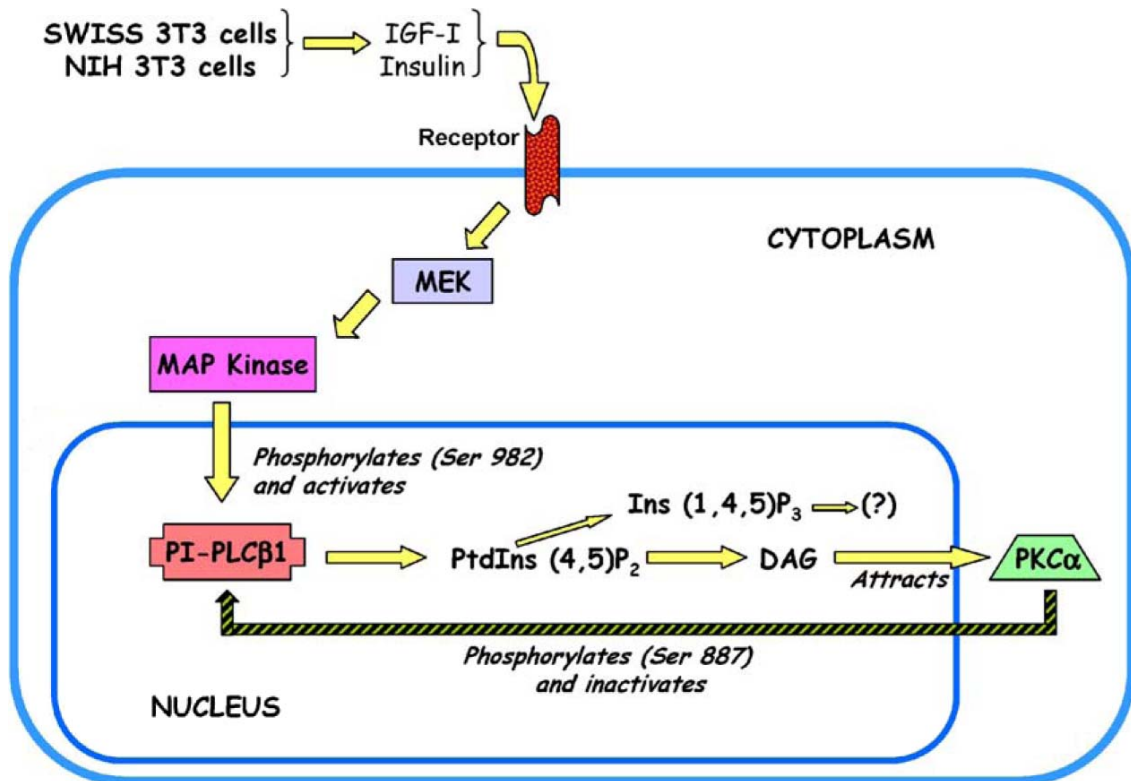 SWISS 3T3 cells
NIH 3T3 cells
IGF-I
Insulin
Receptor
CYTOPLASM
MEK
MAP Kinase
Phosphorylates (Ser 982)
and activates
Ins (1,4,5)P₃
(?)
PI-PLCβ1
PtdIns (4,5)P₂
DAG
Attracts
PKCα
Phosphorylates (Ser 887)
and inactivates
NUCLEUS